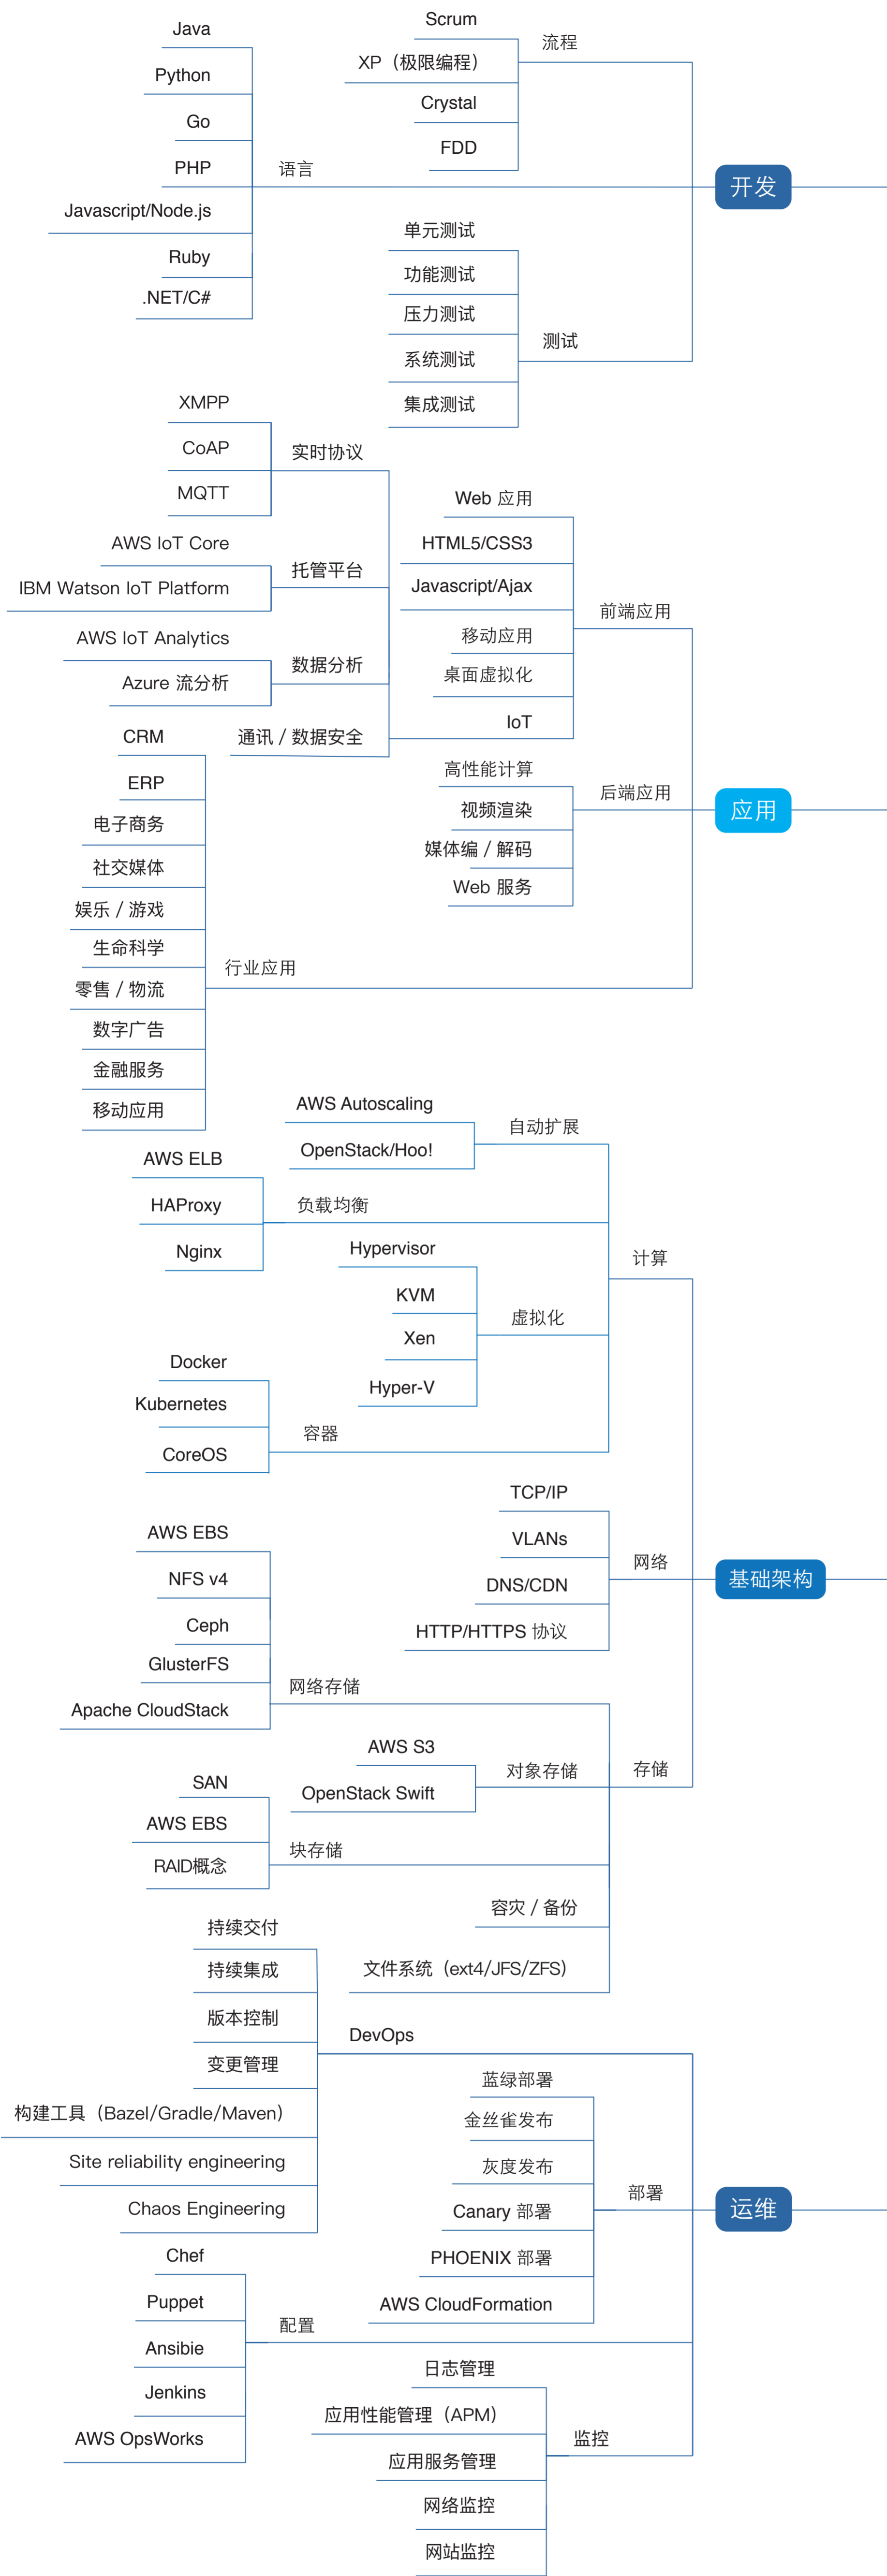 Java
Python
Go
PHP
Javascript/Node.js
Ruby
.NET/C#
语言
Scrum
XP（极限编程）
Crystal
FDD
流程
单元测试
功能测试
压力测试
系统测试
集成测试
测试
开发
XMPP
CoAP
MQTT
实时协议
AWS IoT Core
IBM Watson IoT Platform
托管平台
AWS IoT Analytics
Azure 流分析
数据分析
通讯 / 数据安全
Web 应用
HTML5/CSS3
Javascript/Ajax
移动应用
桌面虚拟化
IoT
前端应用
高性能计算
视频渲染
媒体编 / 解码
Web 服务
后端应用
应用
CRM
ERP
电子商务
社交媒体
娱乐 / 游戏
生命科学
零售 / 物流
数字广告
金融服务
移动应用
行业应用
AWS Autoscaling
OpenStack/Hoo!
自动扩展
AWS ELB
HAProxy
Nginx
负载均衡
Hypervisor
KVM
Xen
Hyper-V
虚拟化
Docker
Kubernetes
CoreOS
容器
计算
TCP/IP
VLANs
DNS/CDN
HTTP/HTTPS 协议
网络
基础架构
AWS EBS
NFS v4
Ceph
GlusterFS
Apache CloudStack
网络存储
AWS S3
OpenStack Swift
对象存储
存储
SAN
AWS EBS
RAID概念
块存储
容灾 / 备份
文件系统（ext4/JFS/ZFS）
持续交付
持续集成
版本控制
变更管理
构建工具（Bazel/Gradle/Maven）
Site reliability engineering
Chaos Engineering
DevOps
蓝绿部署
金丝雀发布
灰度发布
Canary 部署
PHOENIX 部署
AWS CloudFormation
部署
运维
Chef
Puppet
Ansibie
Jenkins
AWS OpsWorks
配置
日志管理
应用性能管理（APM）
应用服务管理
网络监控
网站监控
监控